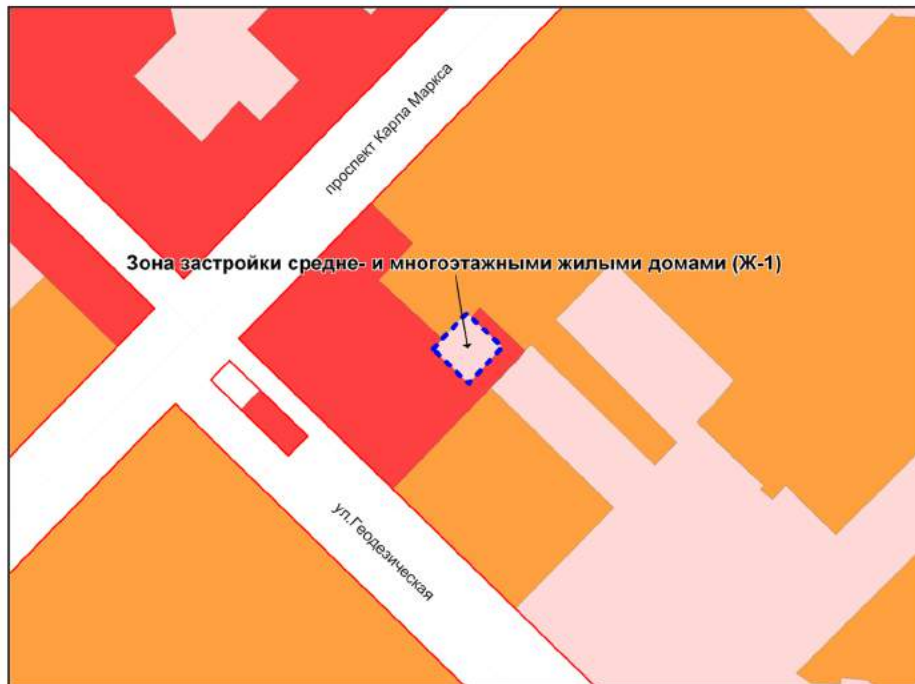 проспект Карла Маркса
Зона застройки средне- и многоэтажными жилыми домами (Ж-1)
ул.Геодезическая